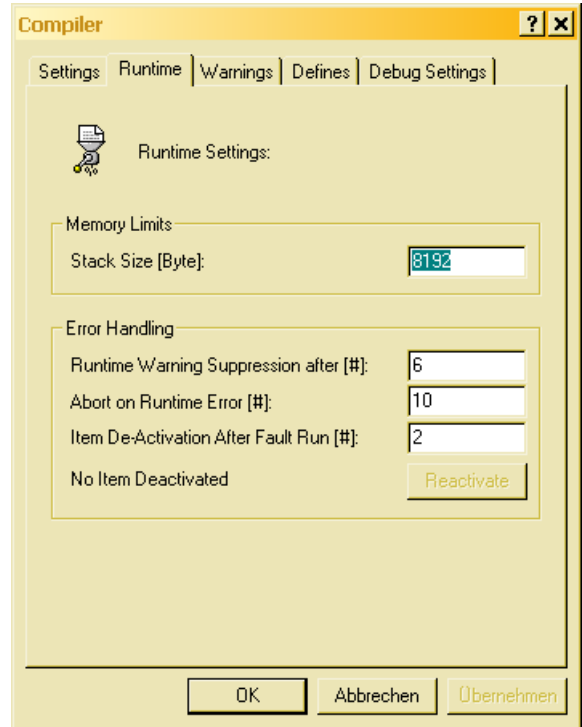 Compiler
Settings Runtime Warnings Defines Debug Settings
Runtime Settings:
Memory Limits
Stack Size [Byte]: 8192
Error Handling
Runtime Warning Suppression after [#]: 6
Abort on Runtime Error [#]: 10
Item De-Activation After Fault Run [#]: 2
No Item Deactivated Reactivate
OK Abbrechen Übernehmen